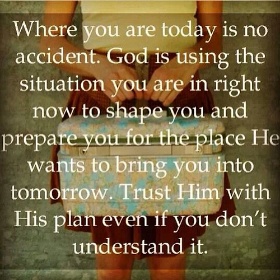 Where you are today is no
accident. God is using the
situation you are in right
now to shape you and
prepare you for the place He
wants to bring you into
tomorrow. Trust Him with
His plan even if you don't
understand it.